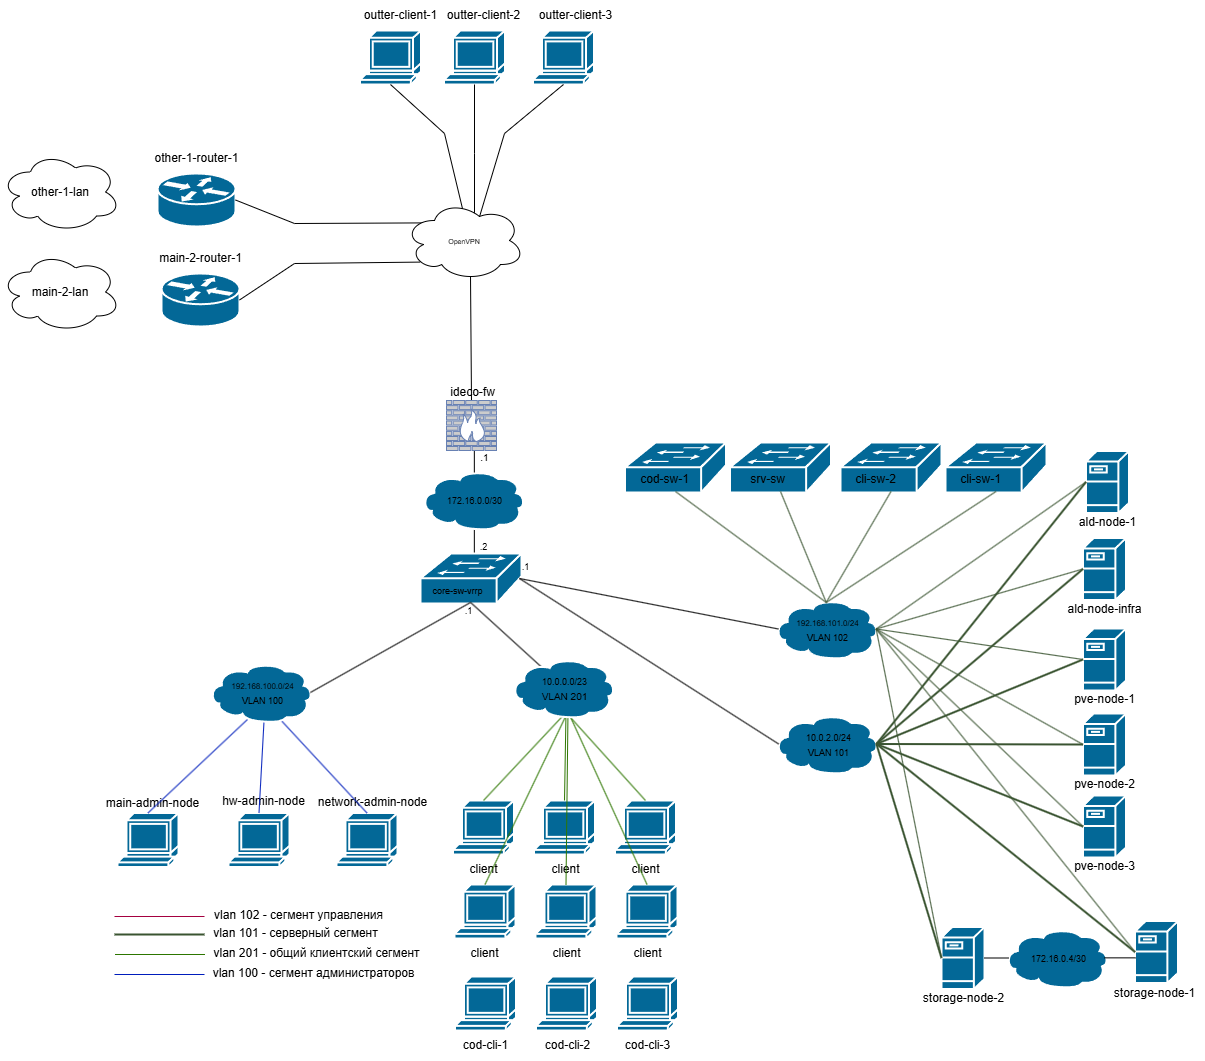 outter-client-1
outter-client-2
outter-client-3
other-1-router-1
other-1-lan
OpenVPN
main-2-router-1
main-2-lan
ideco-fw
.1
172.16.0.0/30
.2
core-sw-vrrp
.1
.1
cod-sw-1
srv-sw
cli-sw-2
cli-sw-1
ald-node-1
ald-node-infra
192.168.101.0/24
VLAN 102
pve-node-1
10.0.2.0/24
VLAN 101
pve-node-2
pve-node-3
192.168.100.0/24
VLAN 100
10.0.0.0/23
VLAN 201
main-admin-node
hw-admin-node
network-admin-node
client
client
client
client
client
client
cod-cli-1
cod-cli-2
cod-cli-3
vlan 102 - сегмент управления
vlan 101 - серверный сегмент
vlan 201 - общий клиентский сегмент
vlan 100 - сегмент администраторов
storage-node-2
172.16.0.4/30
storage-node-1